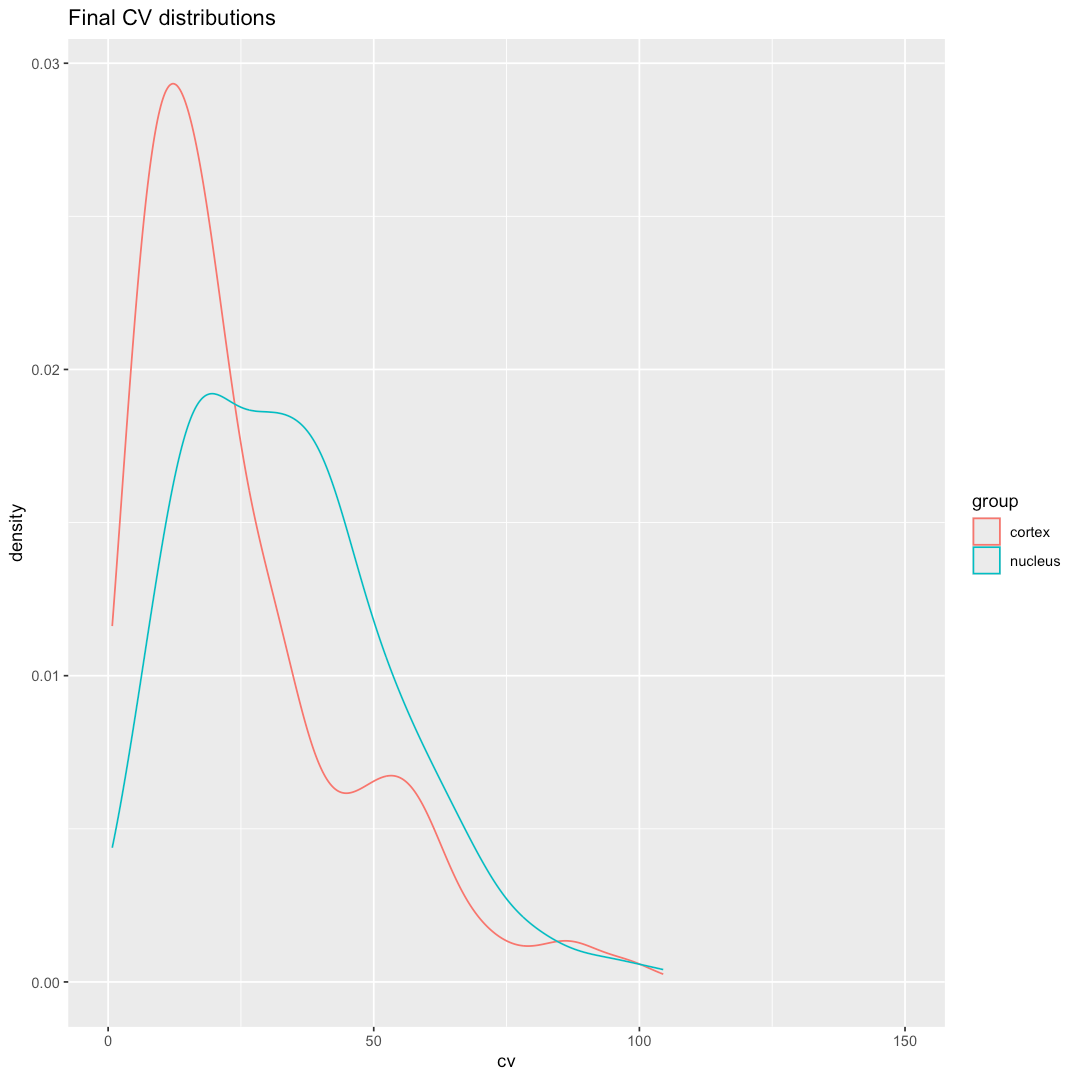 Final CV distributions
0.03
0.02
0.01
0.00
density
0
50
100
150
cv
group
cortex
nucleus